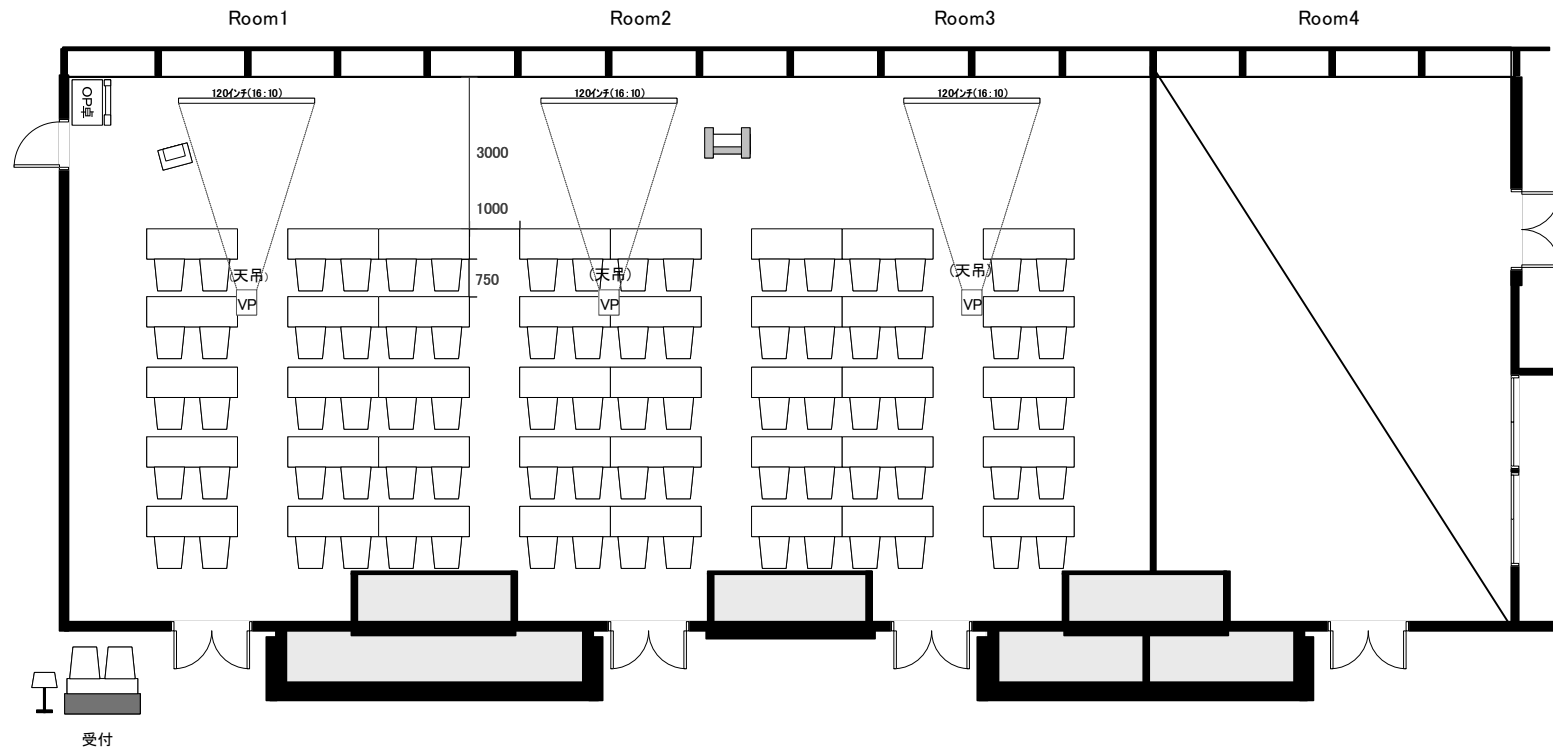 Room1
Room2
Room3
Room4
OP卓
120インチ(16:10)
120インチ(16:10)
120インチ(16:10)
3000
1000
750
(天吊)
(天吊)
(天吊)
VP
VP
VP
受付